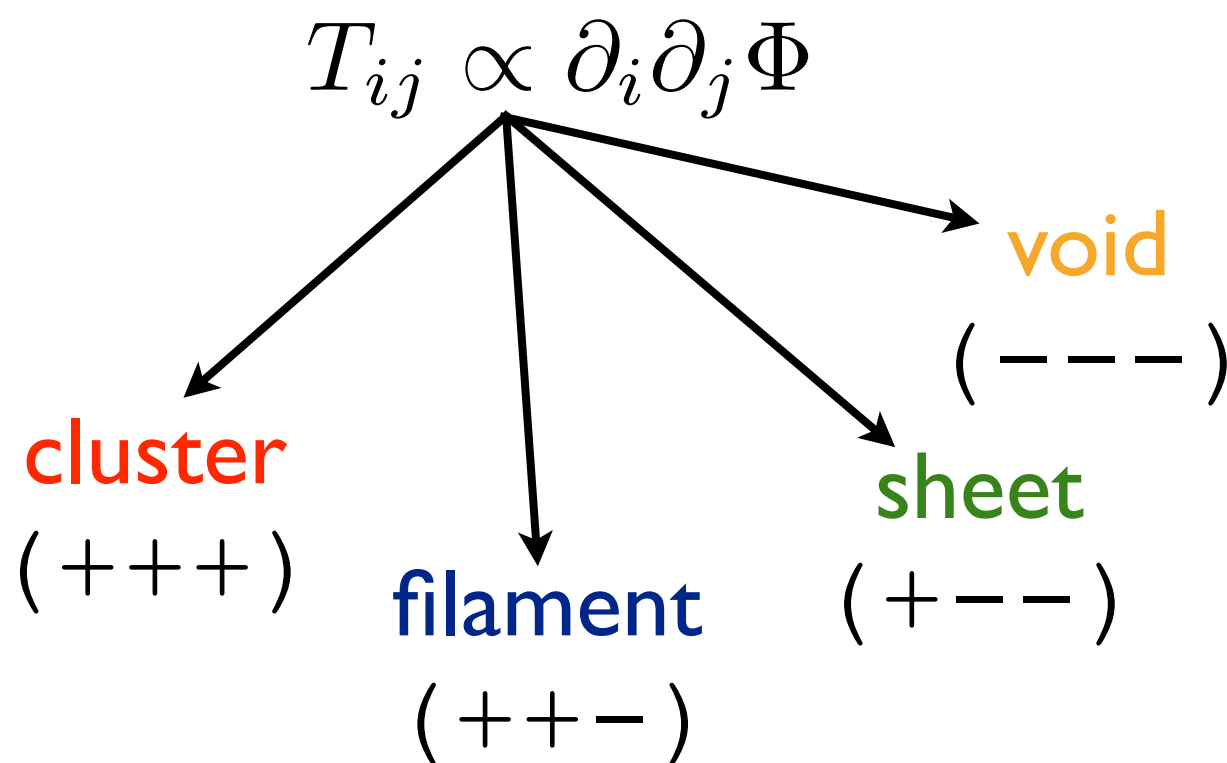 T_{ij} ∝ ∂_i∂_jΦ
void
(−−−)
cluster
(+++)
sheet
(+−−)
filament
(++−)